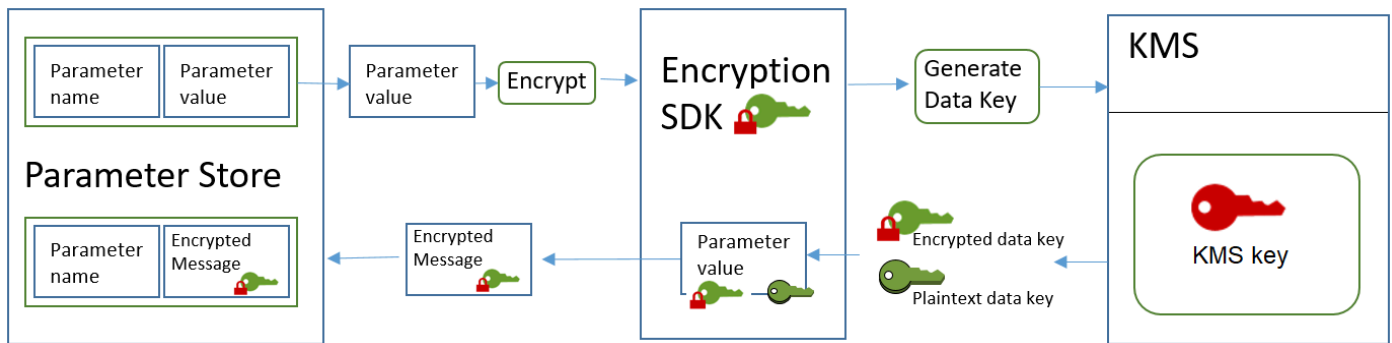 Parameter
name
Parameter
value
Parameter
value
Encrypt
Encryption
SDK
Generate
Data Key
KMS
Parameter Store
KMS key
Parameter
name
Encrypted
Message
Encrypted
Message
Parameter
value
Encrypted data key
Plaintext data key